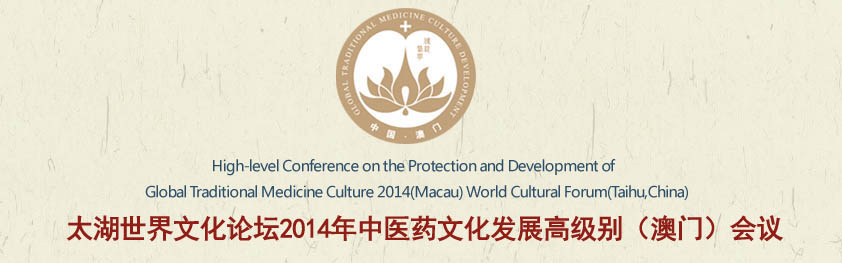 GLOBAL TRADITIONAL MEDICINE CULTURE DEVELOPMENT
中国·澳门
High-level Conference on the Protection and Development of
Global Traditional Medicine Culture 2014(Macau) World Cultural Forum(Taihu,China)
太湖世界文化论坛2014年中医药文化发展高级别（澳门）会议